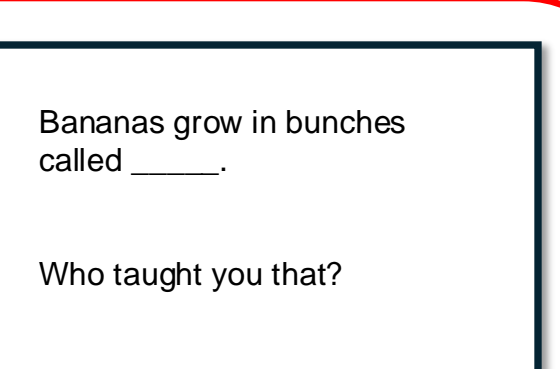 Bananas grow in bunches
called _____.
Who taught you that?